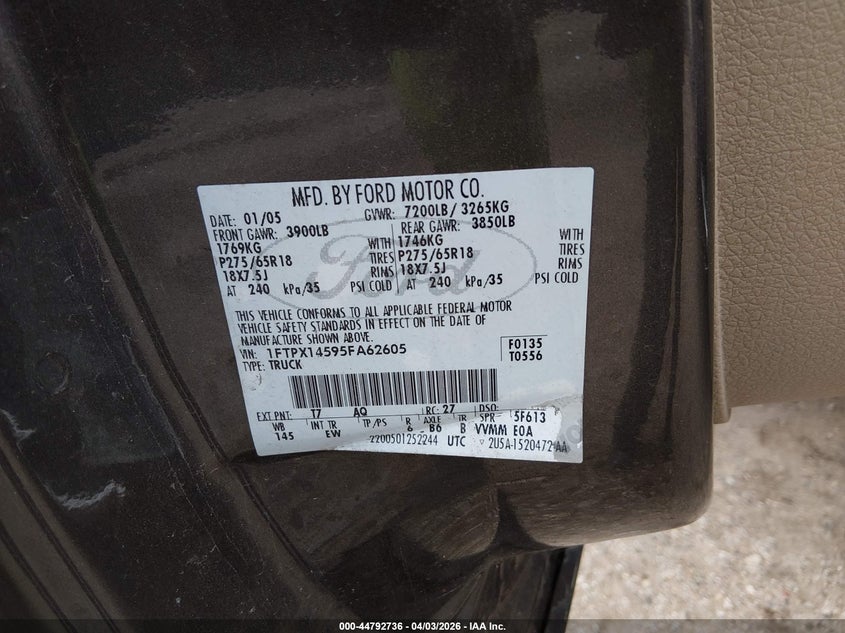 MFD. BY FORD MOTOR CO.
DATE: 01/05 GVWR: 7200LB/ 3265KG
FRONT GAWR: 3900LB REAR GAWR: 3850LB
1769KG WITH 1746KG WITH
P275/65R18 TIRES P275/65R18 TIRES
18X7.5J RIMS 18X7.5J RIMS
AT 240 kPa/35 PSI COLD AT 240 kPa/35 PSI COLD
Ford
THIS VEHICLE CONFORMS TO ALL APPLICABLE FEDERAL MOTOR
VEHICLE SAFETY STANDARDS IN EFFECT ON THE DATE OF
MANUFACTURE SHOWN ABOVE.
VIN: 1FTPX14595FA62605 F0135
TYPE: TRUCK T0556
EXT PNT: T7 AQ RC: 27 DSO:
WB INT TR TP/PS R AXLE TR SPR 5F613
145 EW 6 B6 B VVMM E0A
2200501252244 UTC 2U5A-1520472-AA
000-44792736 - 04/03/2026 - IAA Inc.